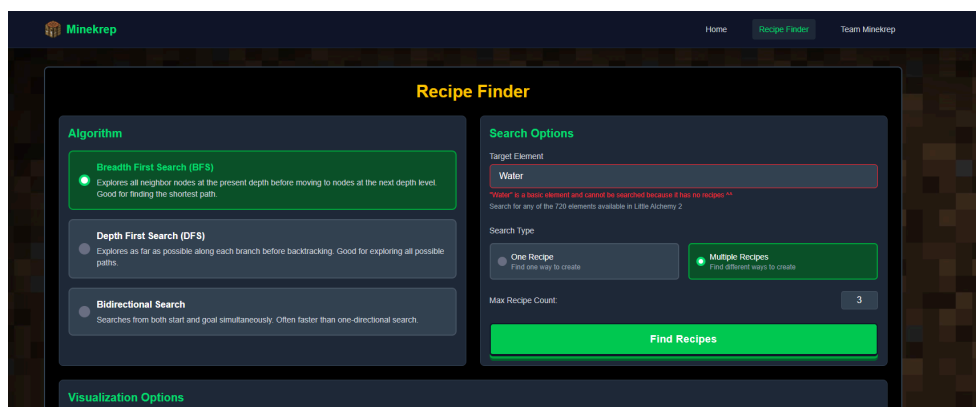 Minekrep
Home
Recipe Finder
Team Minekrep
Recipe Finder
Algorithm
Breadth First Search (BFS)
Explores all neighbor nodes at the present depth before moving to nodes at the next depth level.
Good for finding the shortest path.
Depth First Search (DFS)
Explores as far as possible along each branch before backtracking. Good for exploring all possible
paths.
Bidirectional Search
Searches from both start and goal simultaneously. Often faster than one-directional search.
Search Options
Target Element
Water
"Water" is a basic element and cannot be searched because it has no recipes ^^
Search for any of the 720 elements available in Little Alchemy 2
Search Type
One Recipe
Find one way to create
Multiple Recipes
Find different ways to create
Max Recipe Count:
3
Find Recipes
Visualization Options